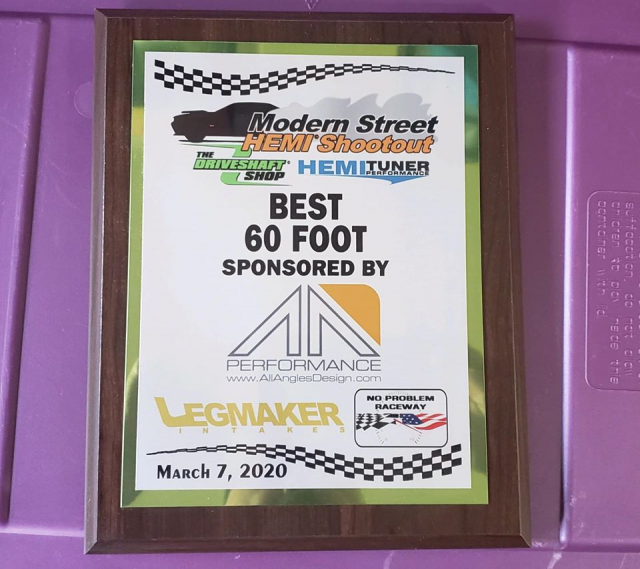 Modern Street
HEMI® Shootout®
THE
DRIVESHAFT®
SHOP
HEMITUNER
PERFORMANCE
BEST
60 FOOT
SPONSORED BY
AA
PERFORMANCE
www.AllAnglesDesign.com
LEGMAKER
INTAKES
NO PROBLEM
RACEWAY
MARCH 7, 2020